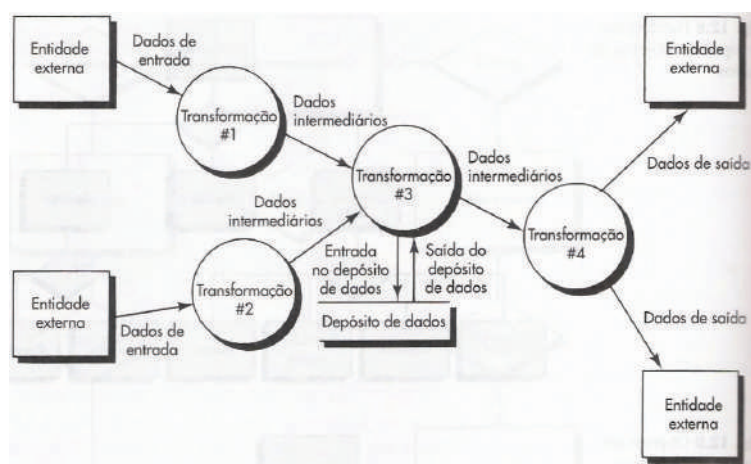 Entidade
externa
Dados de
entrada
Transformação
#1
Dados
intermediários
Entidade
externa
Dados de saída
Transformação
#3
Dados
intermediários
Transformação
#4
Dados
intermediários
Entrada
no depósito
de dados
Saída do
depósito
de dados
Entidade
externa
Dados de
entrada
Transformação
#2
Depósito de dados
Dados de saída
Entidade
externa